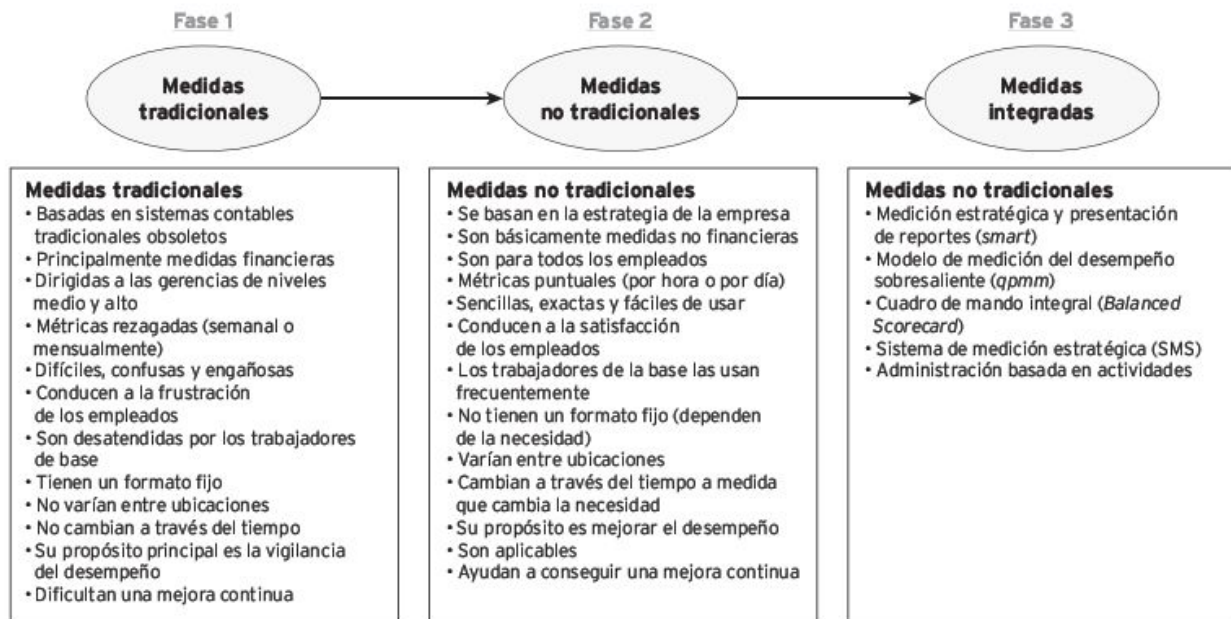 Fase 1
Fase 2
Fase 3
Medidas
tradicionales
Medidas
no tradicionales
Medidas
integradas
Medidas tradicionales
• Basadas en sistemas contables
tradicionales obsoletos
• Principalmente medidas financieras
• Dirigidas a las gerencias de niveles
medio y alto
• Métricas rezagadas (semanal o
mensualmente)
• Difíciles, confusas y engañosas
• Conducen a la frustración
de los empleados
• Son desatendidas por los trabajadores
de base
• Tienen un formato fijo
• No varían entre ubicaciones
• No cambian a través del tiempo
• Su propósito principal es la vigilancia
del desempeño
• Dificultan una mejora continua
Medidas no tradicionales
• Se basan en la estrategia de la empresa
• Son básicamente medidas no financieras
• Son para todos los empleados
• Métricas puntuales (por hora o por día)
• Sencillas, exactas y fáciles de usar
• Conducen a la satisfacción
de los empleados
• Los trabajadores de la base las usan
frecuentemente
• No tienen un formato fijo (dependen
de la necesidad)
• Varían entre ubicaciones
• Cambian a través del tiempo a medida
que cambia la necesidad
• Su propósito es mejorar el desempeño
• Son aplicables
• Ayudan a conseguir una mejora continua
Medidas no tradicionales
• Medición estratégica y presentación
de reportes (smart)
• Modelo de medición del desempeño
sobresaliente (qpmm)
• Cuadro de mando integral (Balanced
Scorecard)
• Sistema de medición estratégica (SMS)
• Administración basada en actividades